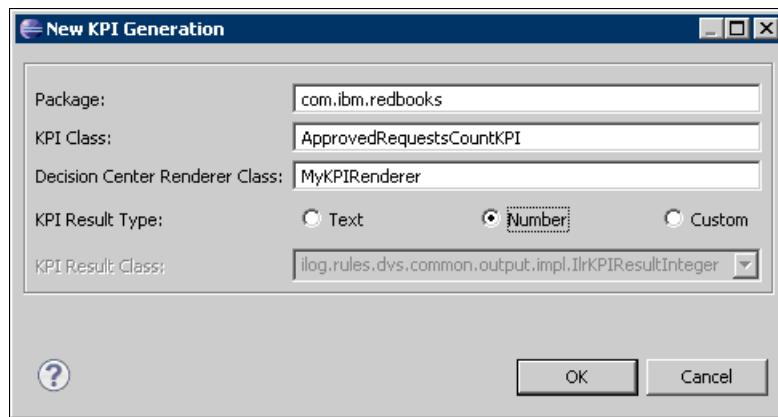 New KPI Generation
Package: com.ibm.redbooks
KPI Class: ApprovedRequestsCountKPI
Decision Center Renderer Class: MyKPIRenderer
KPI Result Type: Text Number Custom
KPI Result Class: ilog.rules.dvs.common.output.impl.IlrKPIResultInteger
? OK Cancel